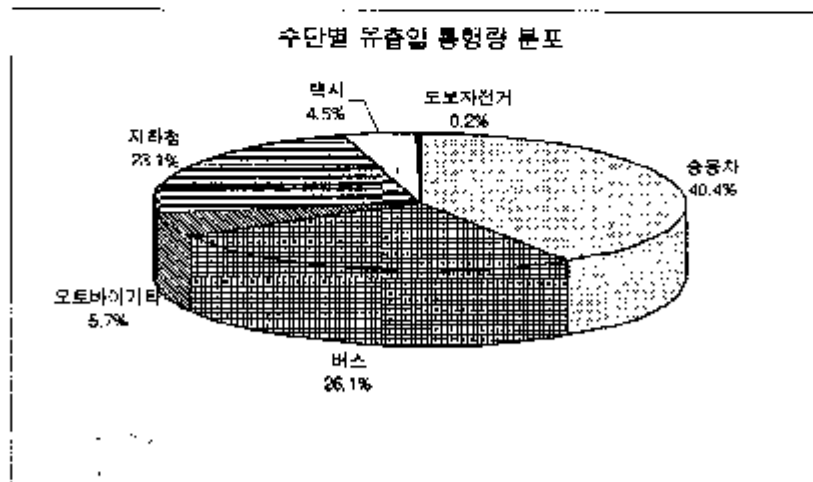 수단별 유출입 통행량 분포
택시
4.5%
도보자전거
0.2%
지하철
23.1%
승용차
40.4%
오토바이기타
5.7%
버스
26.1%